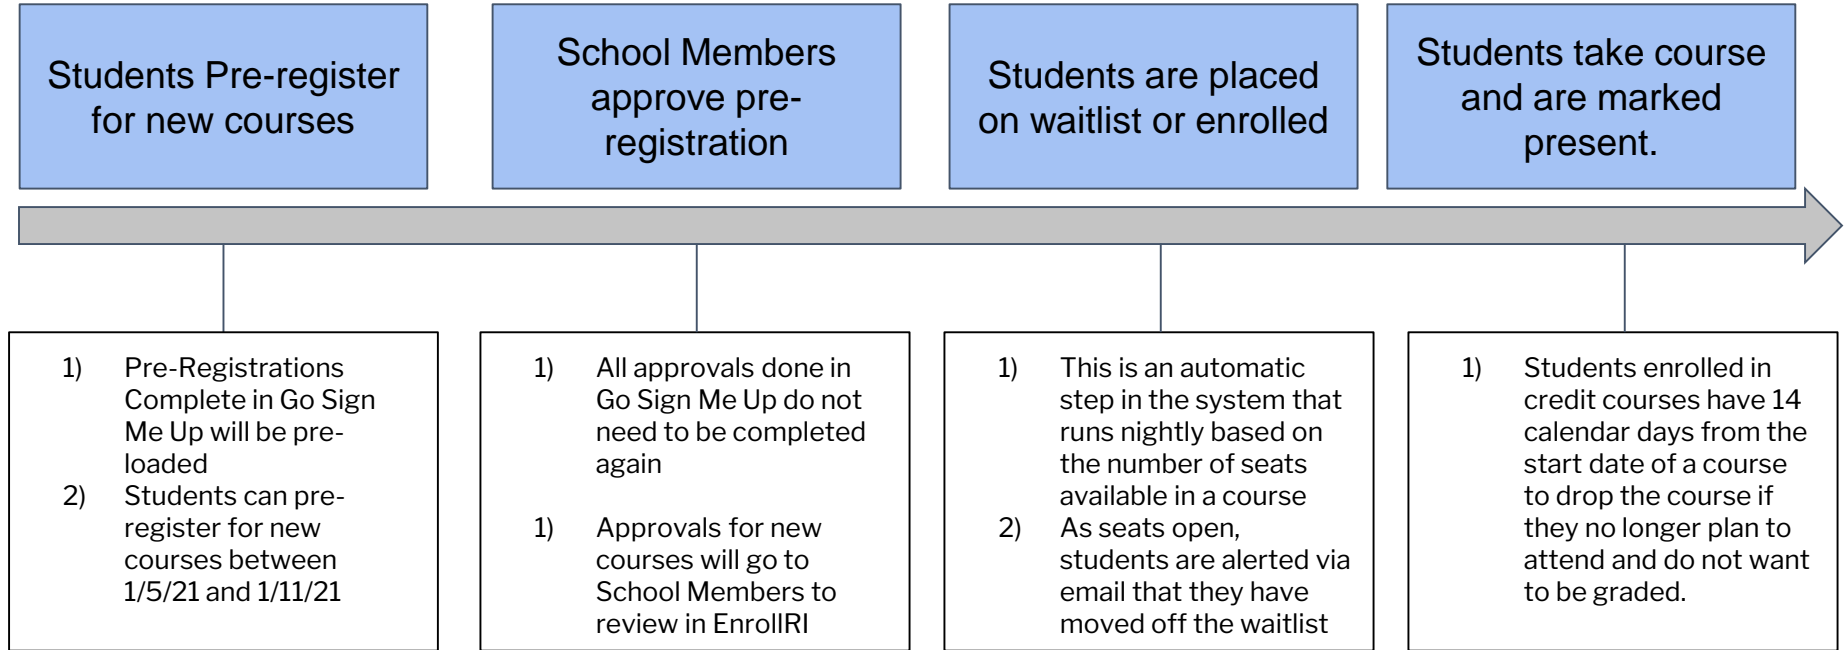 Students Pre-register
for new courses
School Members
approve pre-
registration
Students are placed
on waitlist or enrolled
Students take course
and are marked
present.
1) Pre-Registrations
Complete in Go Sign
Me Up will be pre-
loaded
2) Students can pre-
register for new
courses between
1/5/21 and 1/11/21
1) All approvals done in
Go Sign Me Up do not
need to be completed
again
1) Approvals for new
courses will go to
School Members to
review in EnrollRI
1) This is an automatic
step in the system that
runs nightly based on
the number of seats
available in a course
2) As seats open,
students are alerted via
email that they have
moved off the waitlist
1) Students enrolled in
credit courses have 14
calendar days from the
start date of a course
to drop the course if
they no longer plan to
attend and do not want
to be graded.